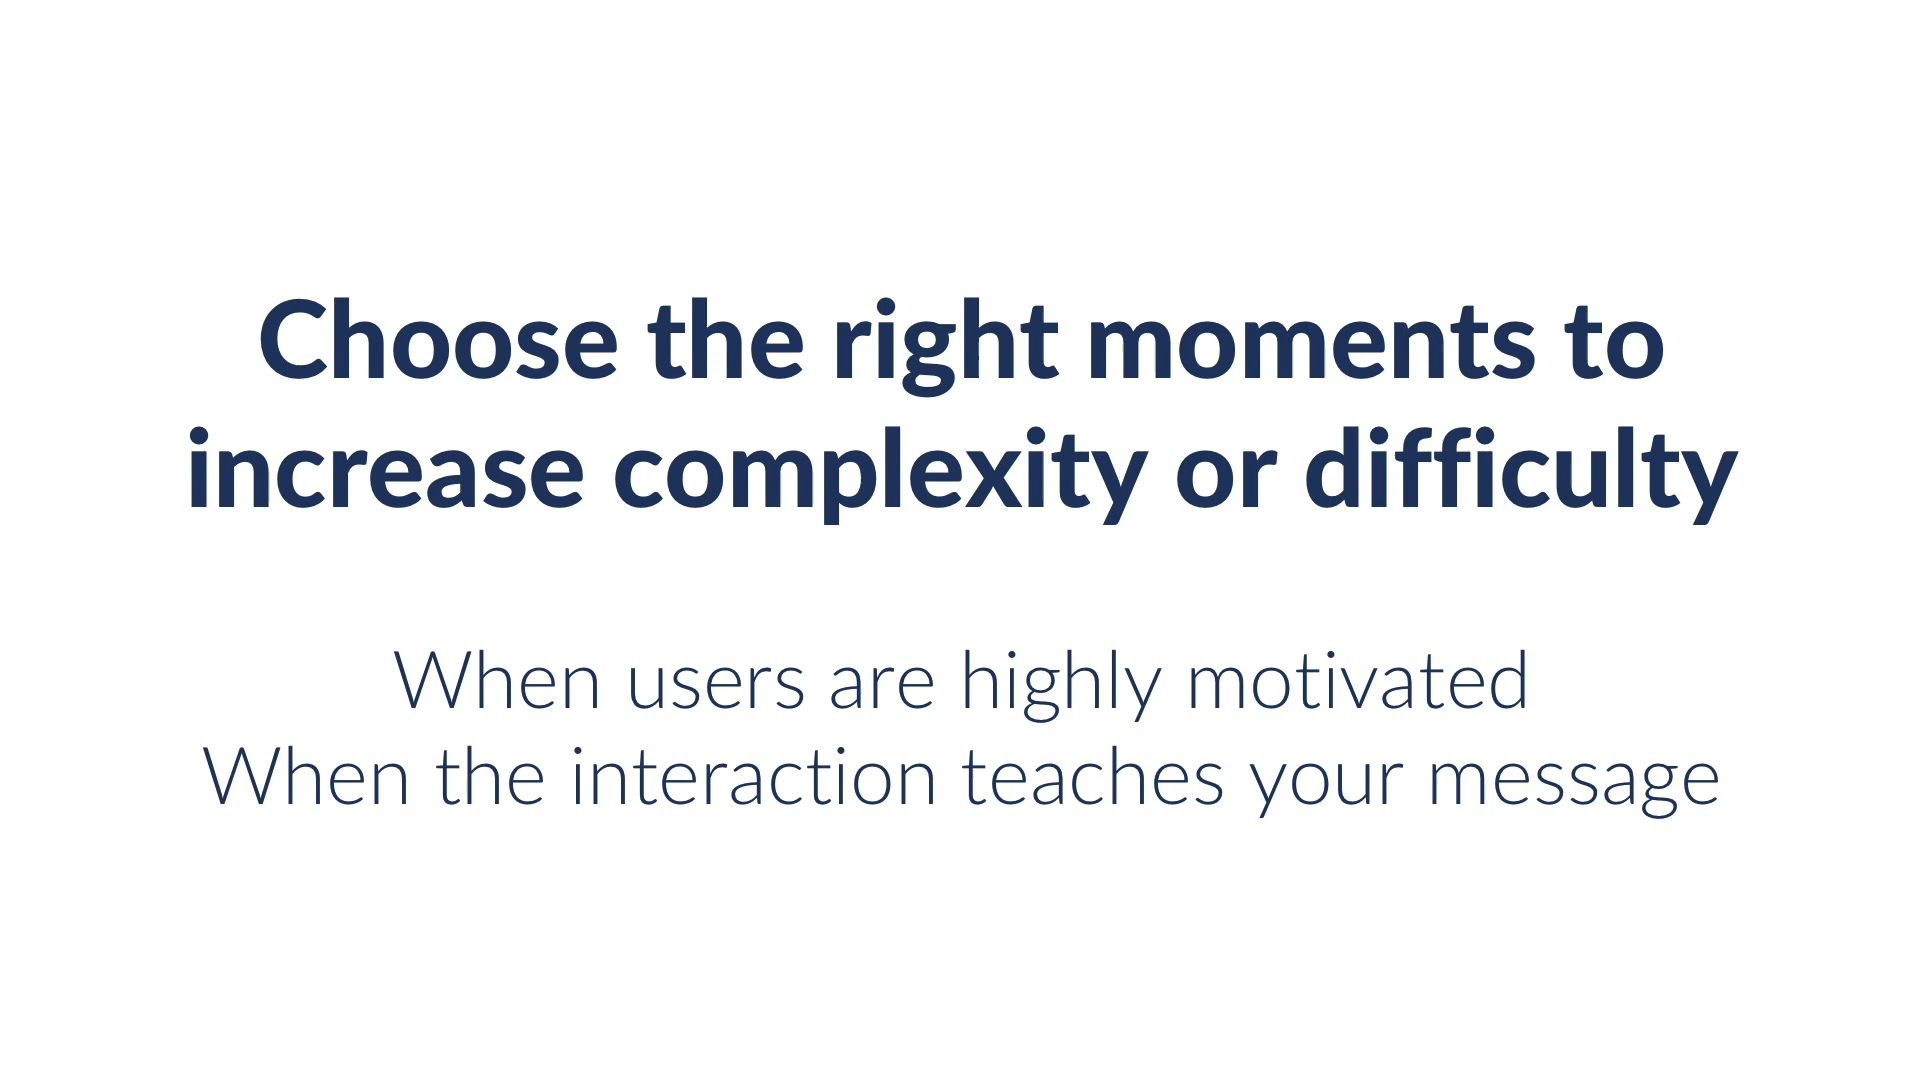 Choose the right moments to
increase complexity or difficulty
When users are highly motivated
When the interaction teaches your message